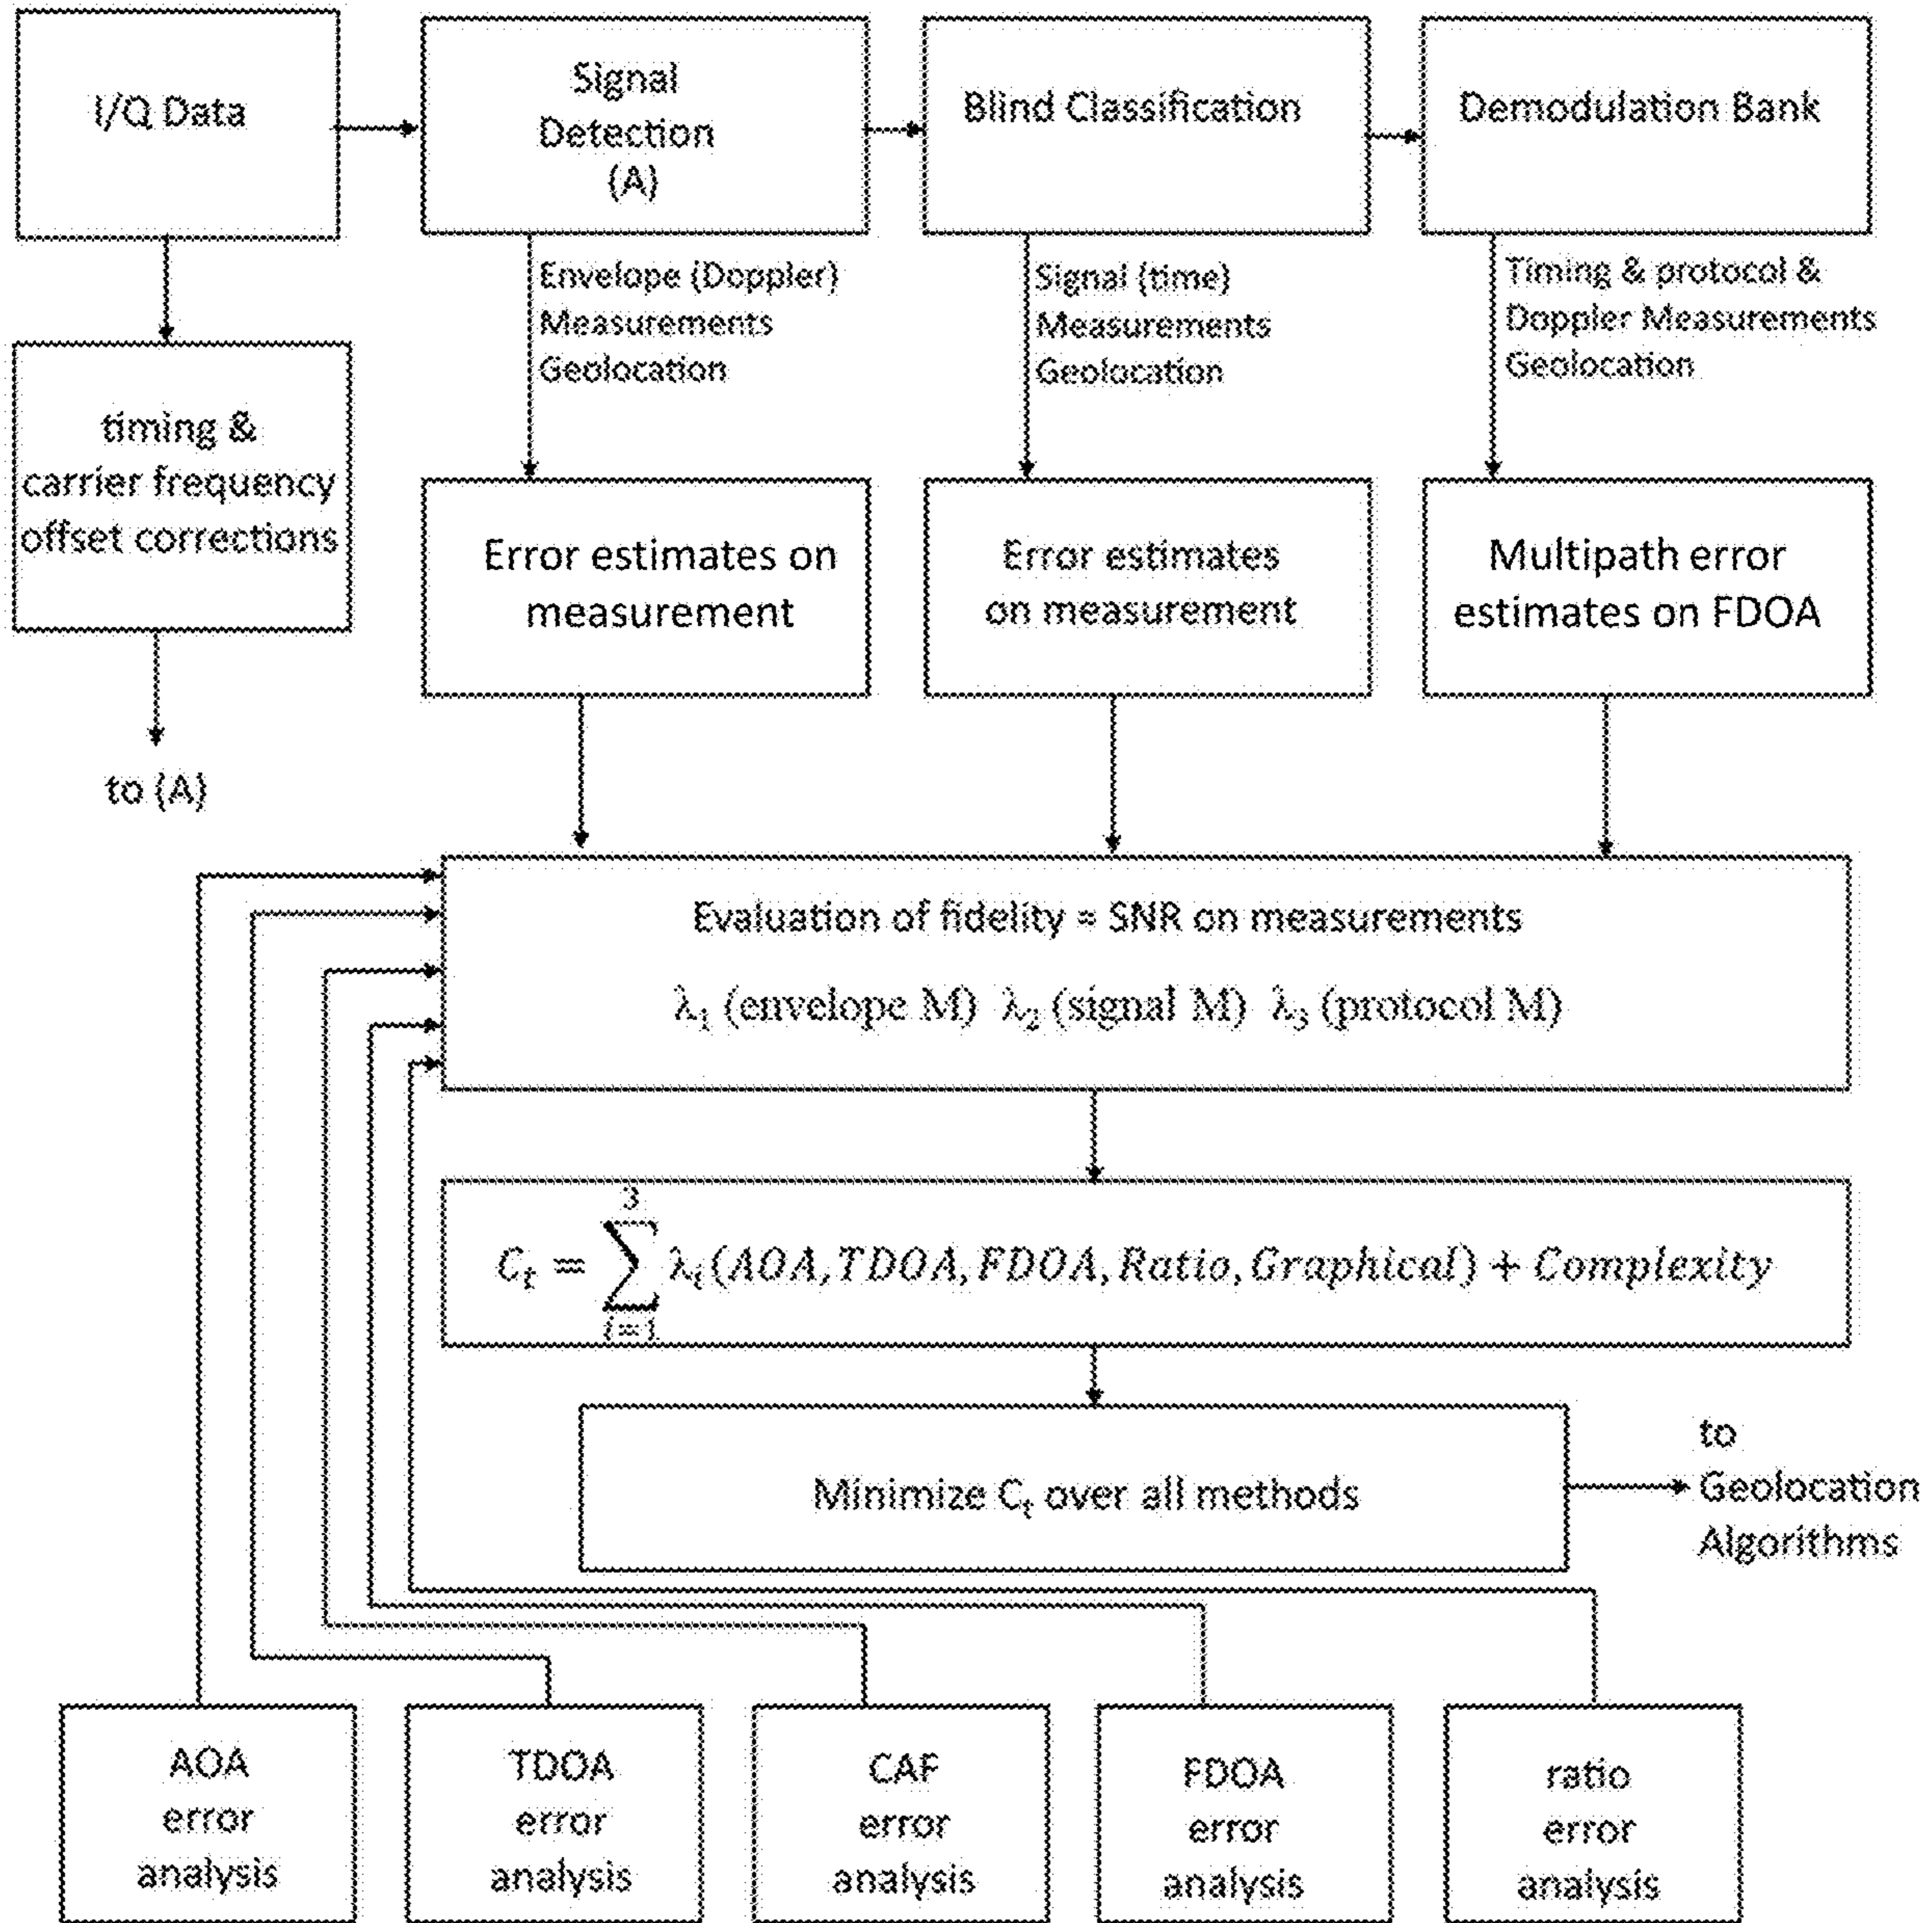 I/Q Data
Signal
Detection
(A)
Blind Classification
Demodulation Bank
Envelope (Doppler)
Measurements
Geolocation
Signal (time)
Measurements
Geolocation
Timing & protocol &
Doppler Measurements
Geolocation
timing &
carrier frequency
offset corrections
to (A)
Error estimates on
measurement
Error estimates
on measurement
Multipath error
estimates on FDOA
Evaluation of fidelity = SNR on measurements
λ₁ (envelope M) λ₂ (signal M) λ₃ (protocol M)
Cₜ = ∑³ᵢ₌₁ λᵢ(AOA, TDOA, FDOA, Ratio, Graphical) + Complexity
Minimize Cₜ over all methods
to
Geolocation
Algorithms
AOA
error
analysis
TDOA
error
analysis
CAF
error
analysis
FDOA
error
analysis
ratio
error
analysis